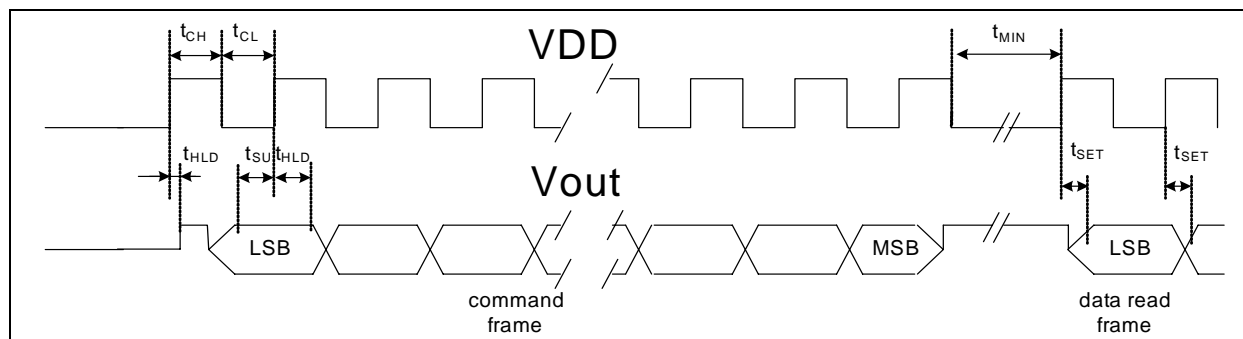 tCH tCL VDD tMIN
tHLD tSU tHLD tSET tSET
Vout
LSB MSB LSB
command data read
frame frame